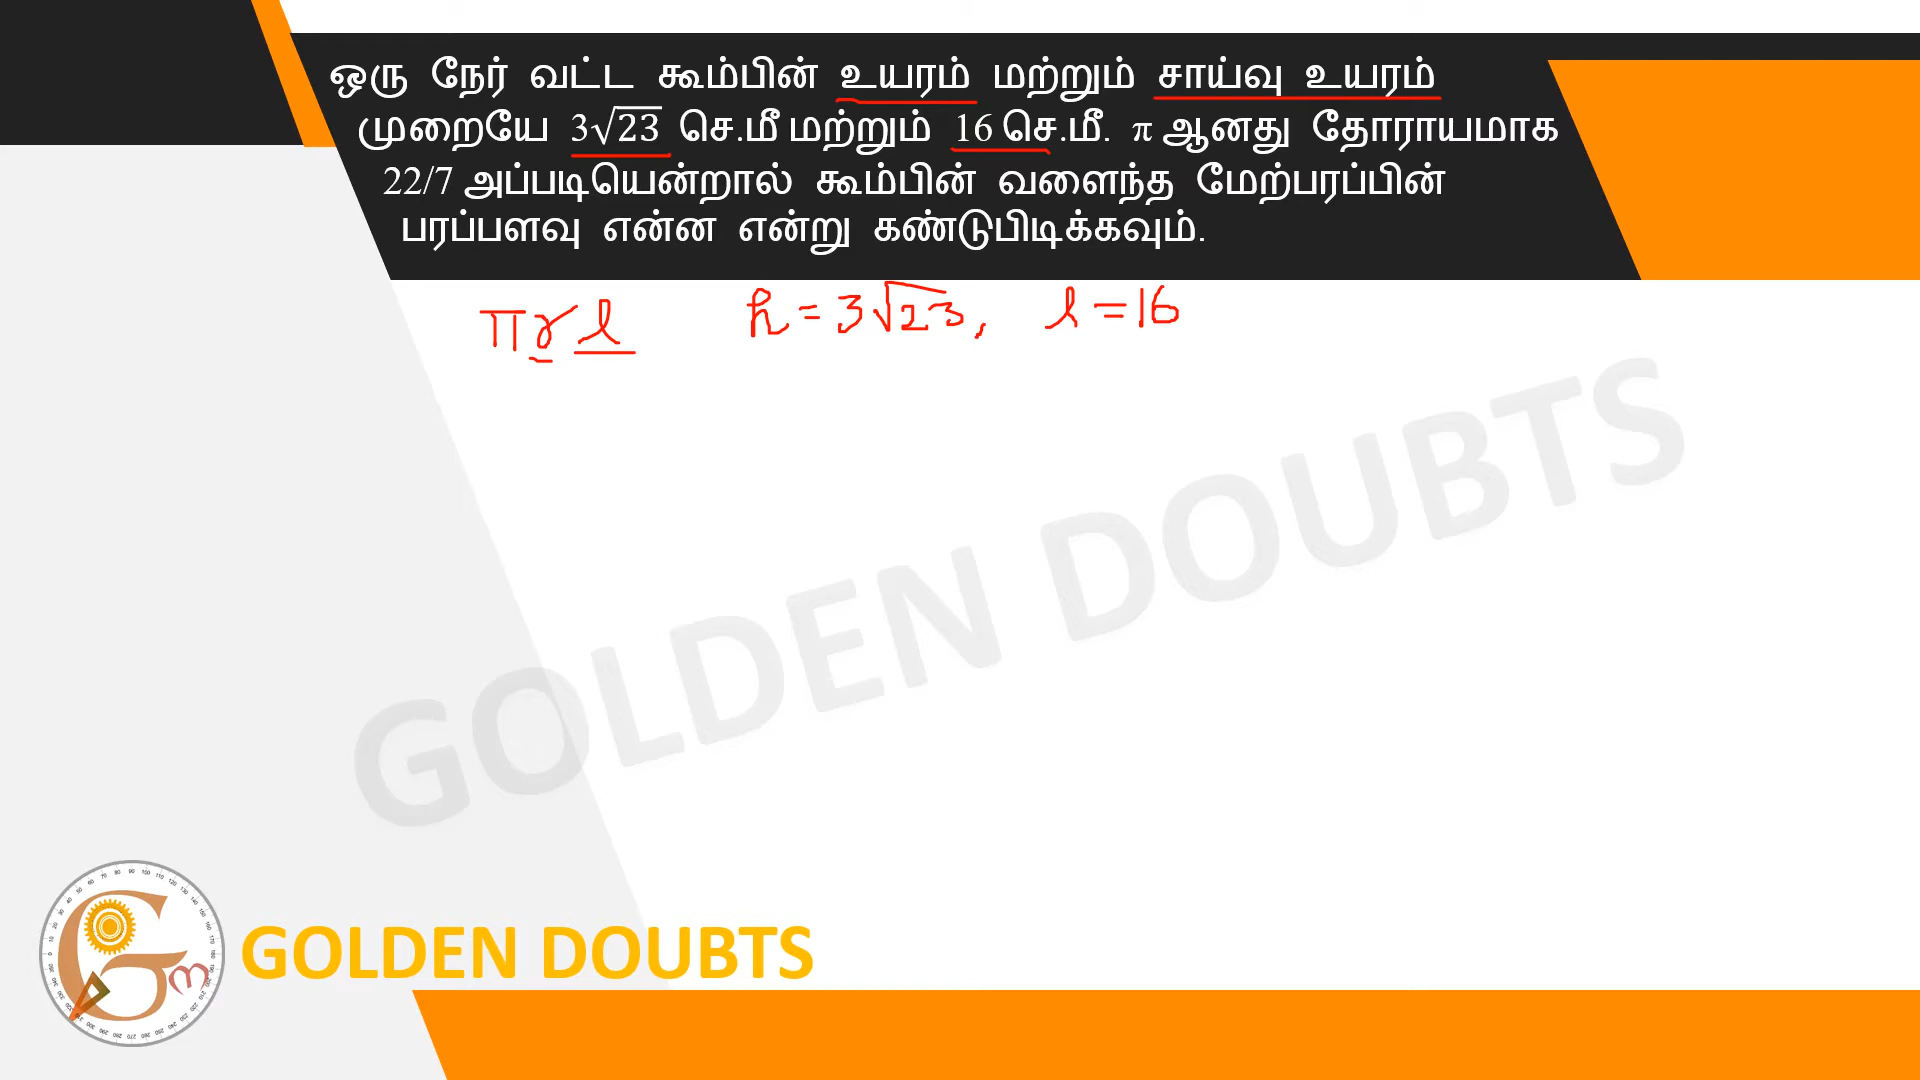 ஒரு நேர் வட்ட கூம்பின் உயரம் மற்றும் சாய்வு உயரம்
முறையே 3√23 செ.மீ மற்றும் 16 செ.மீ. π ஆனது தோராயமாக
22/7 அப்படியென்றால் கூம்பின் வளைந்த மேற்பரப்பின்
பரப்பளவு என்ன என்று கண்டுபிடிக்கவும்.
πrl h = 3√23, l = 16
GOLDEN DOUBTS
GOLDEN DOUBTS